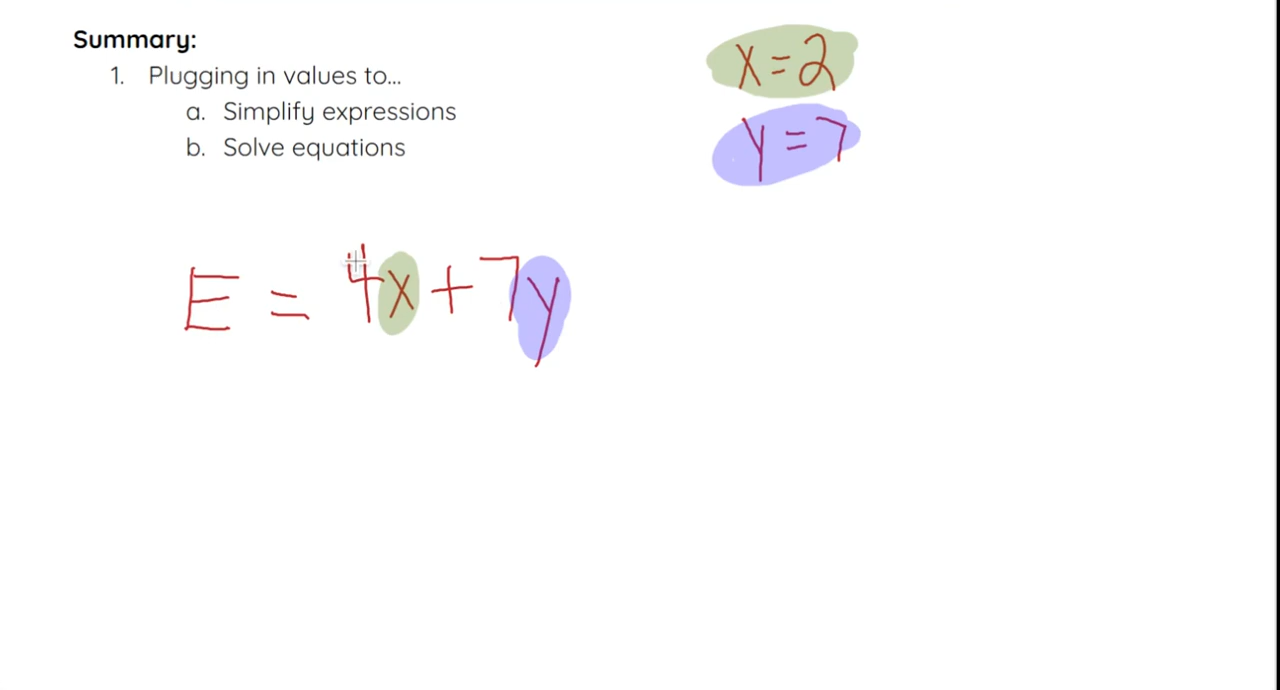 Summary:
1. Plugging in values to...
a. Simplify expressions
b. Solve equations
x=2
y=7
E = 4x+7y